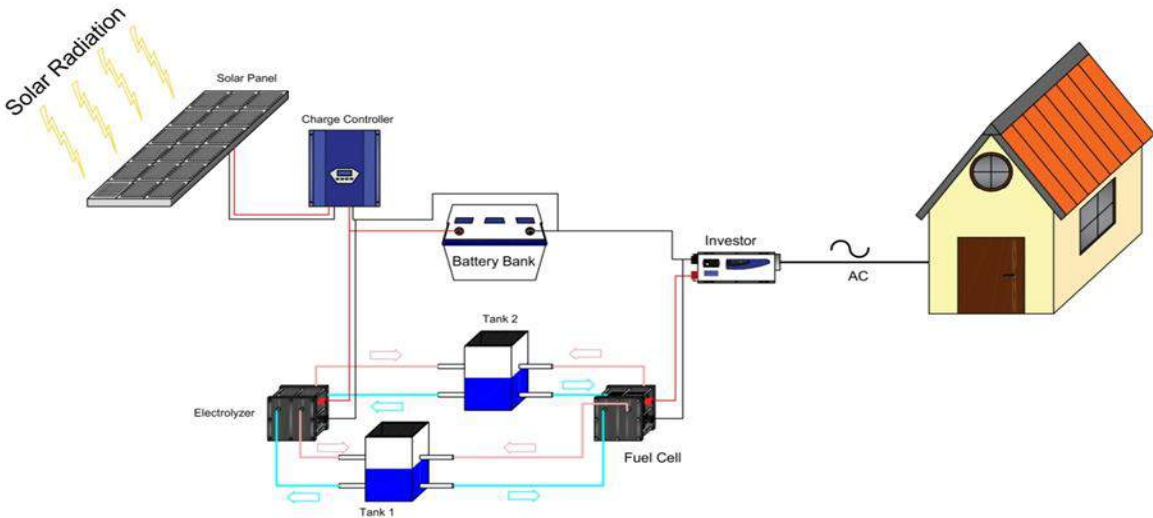 Solar Radiation
Solar Panel
Charge Controller
Battery Bank
Investor
AC
Tank 2
Electrolyzer
Fuel Cell
Tank 1